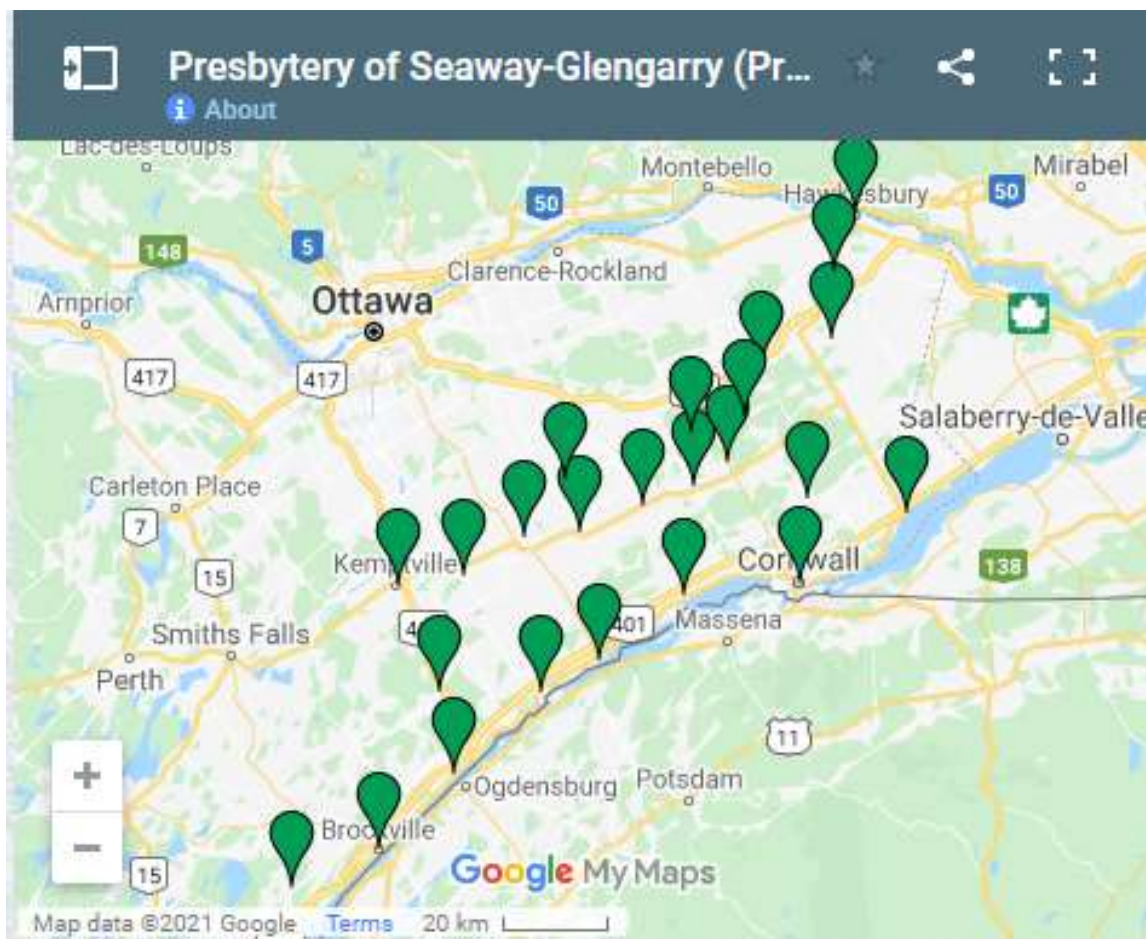 Presbytery of Seaway-Glengarry (Pr...
About
Lac-des-Loups
Montebello
Mirabel
50
Hawkesbury
50
148
5
Clarence-Rockland
Arnprior
Ottawa
417
417
Salaberry-de-Valle
Carleton Place
7
15
Kemptville
Cornwall
138
401
Massena
Smiths Falls
Perth
11
Ogdensburg
Potsdam
Brockville
15
Google My Maps
Map data ©2021 Google Terms 20 km